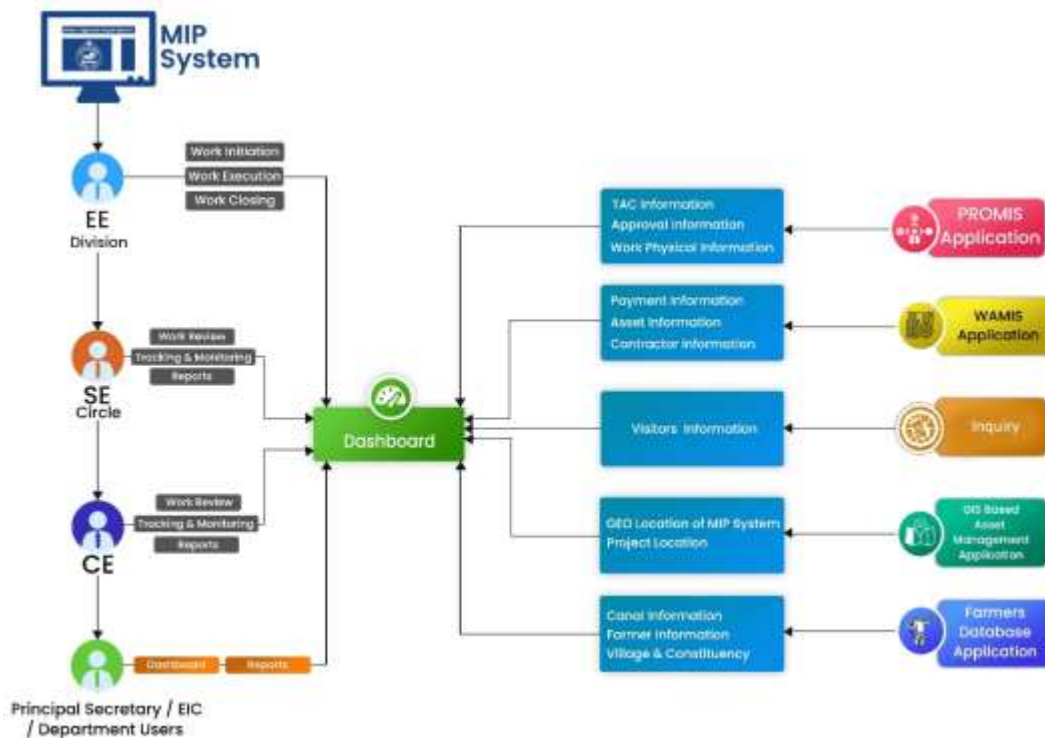 MIP
System
Work Initiation
Work Execution
Work Closing
EE
Division
Work Review
Tracking & Monitoring
Reports
SE
Circle
Work Review
Tracking & Monitoring
Reports
CE
Dashboard
Reports
Principal Secretary / EIC
/ Department Users
Dashboard
TAC Information
Approval Information
Work Physical Information
PROMIS
Application
Payment Information
Asset Information
Contractor Information
WAMIS
Application
Visitors Information
Inquiry
GEO Location of MIP System
Project Location
GIS Based
Asset
Management
Application
Canal Information
Farmer Information
Village & Constituency
Farmers
Database
Application